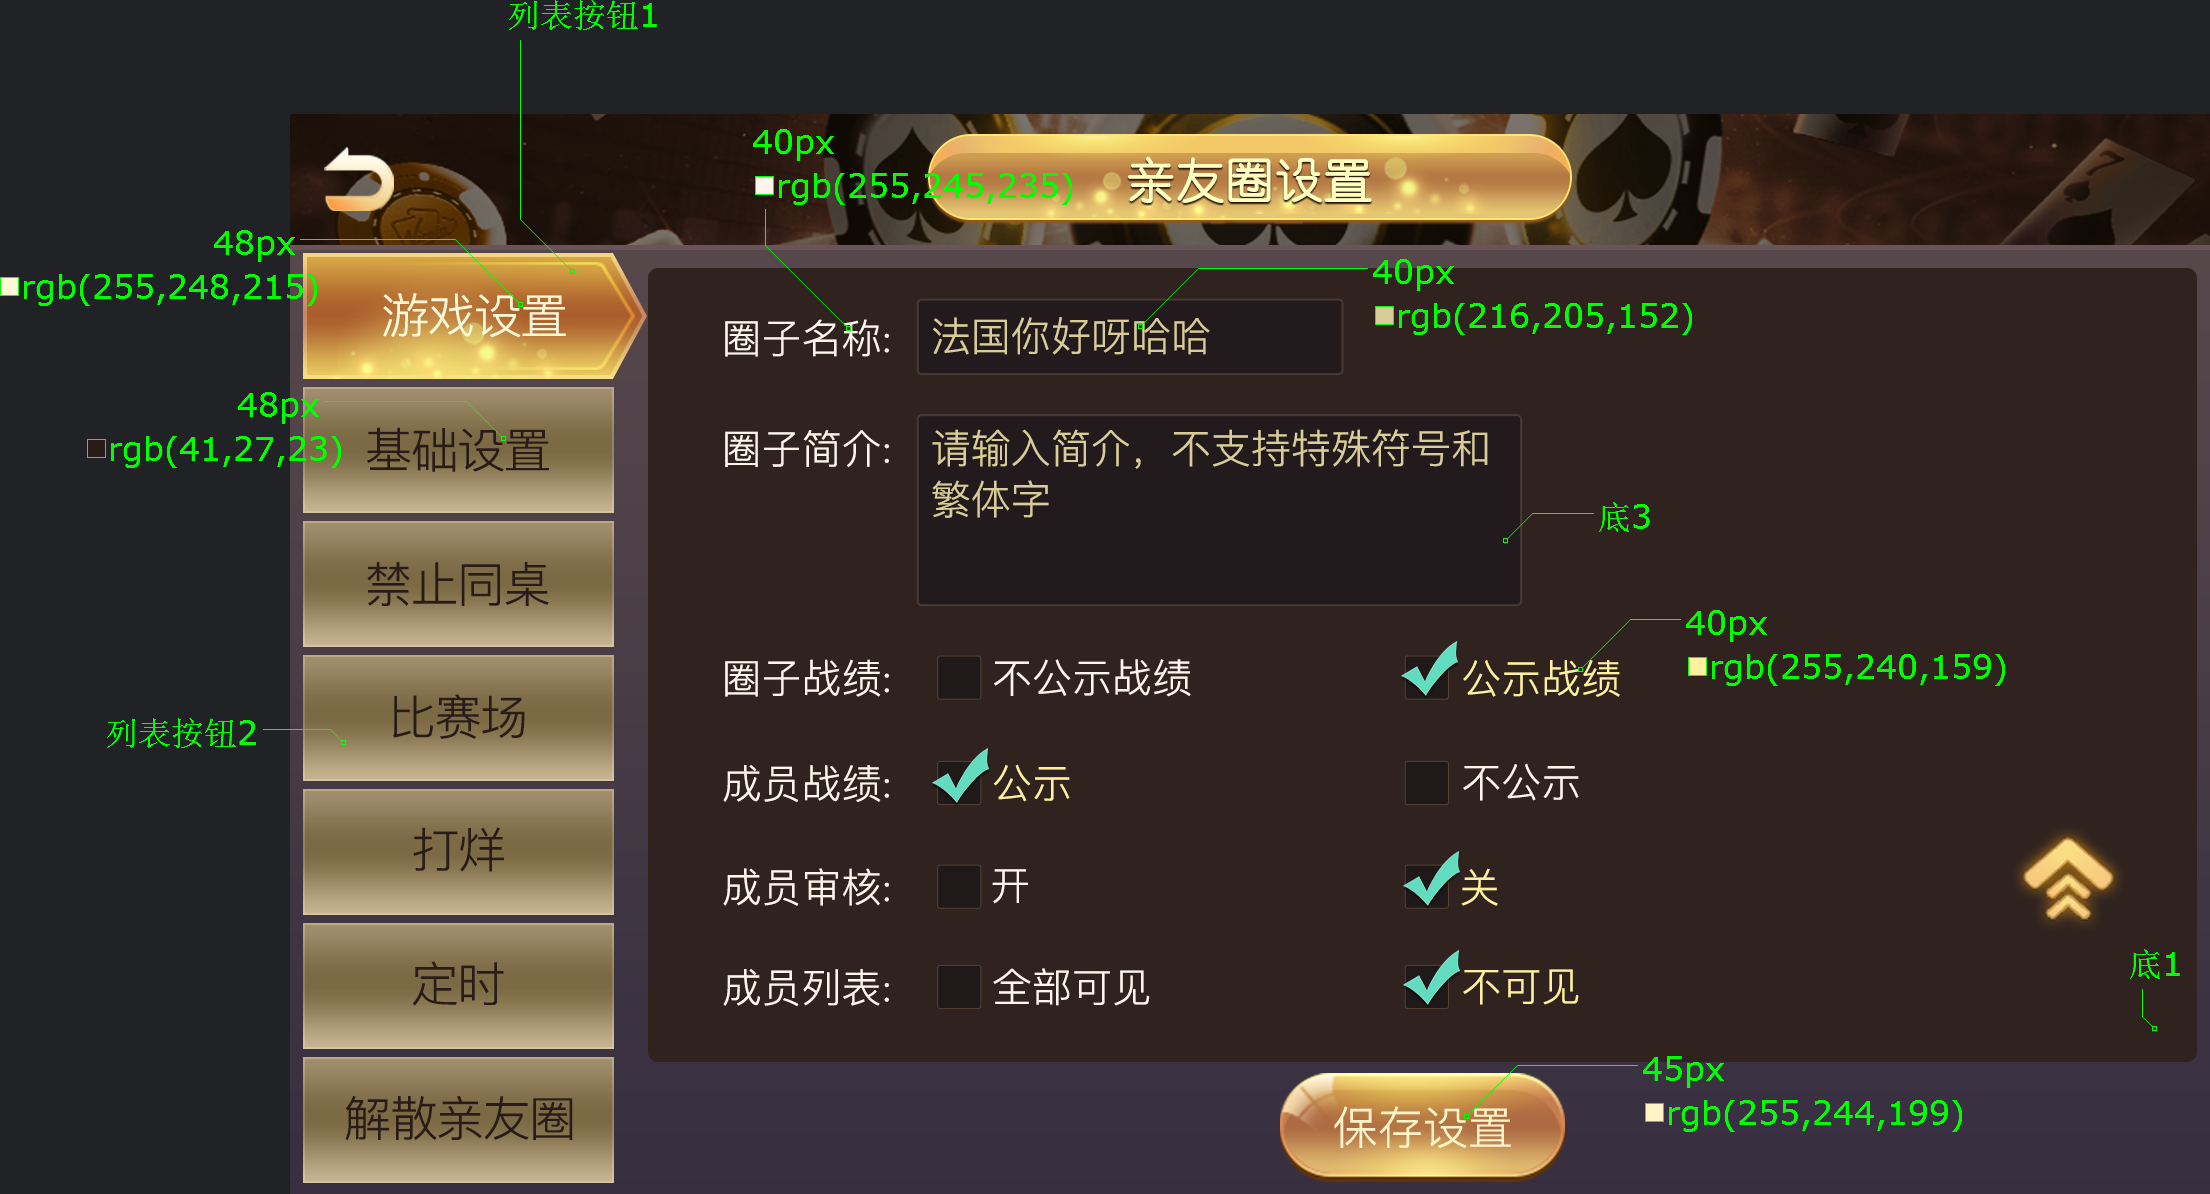 列表按钮1
40px
rgb(255,245,235)
亲友圈设置
48px
rgb(255,248,215)
游戏设置
40px
rgb(216,205,152)
圈子名称:
法国你好呀哈哈
48px
rgb(41,27,23)
基础设置
圈子简介:
请输入简介，不支持特殊符号和
繁体字
底3
禁止同桌
40px
rgb(255,240,159)
圈子战绩:
不公示战绩
公示战绩
列表按钮2
比赛场
成员战绩:
公示
不公示
打烊
成员审核:
开
关
定时
成员列表:
全部可见
不可见
底1
45px
rgb(255,244,199)
解散亲友圈
保存设置